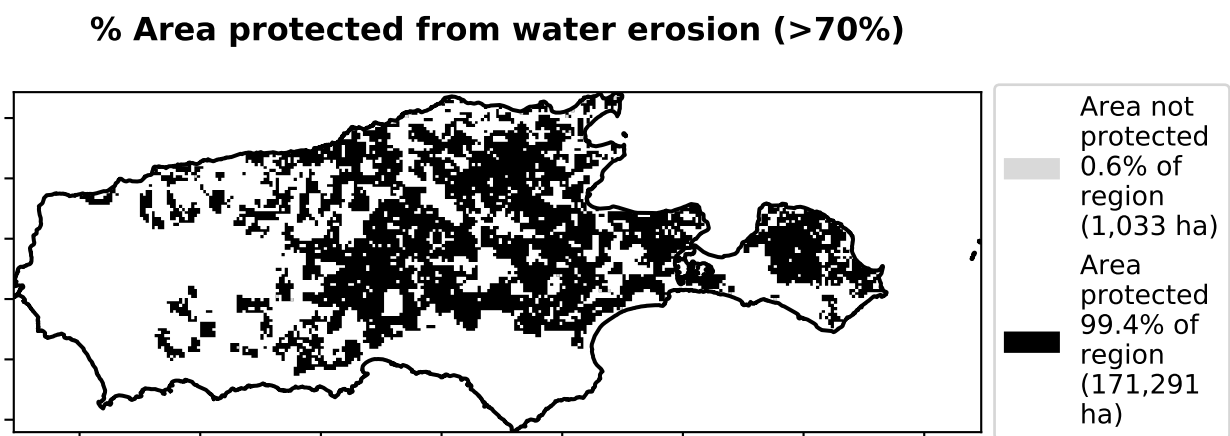 % Area protected from water erosion (>70%)
Area not
protected
0.6% of
region
(1,033 ha)
Area
protected
99.4% of
region
(171,291
ha)